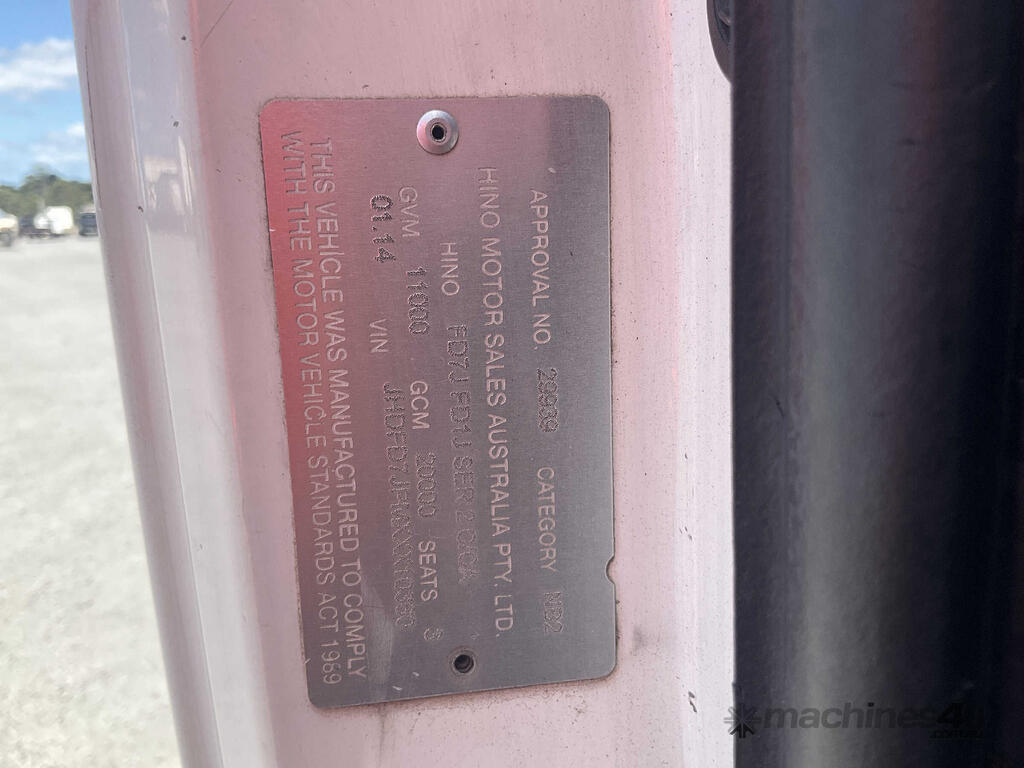 APPROVAL NO. 29939 CATEGORY NB2
HINO MOTOR SALES AUSTRALIA PTY. LTD.
HINO FD7J FD1J SER 2
GVM 11000 GCM 20000 SEATS 3
01.14 VIN
THIS VEHICLE WAS MANUFACTURED TO COMPLY
WITH THE MOTOR VEHICLE STANDARDS ACT 1989
machines4u
.com.au